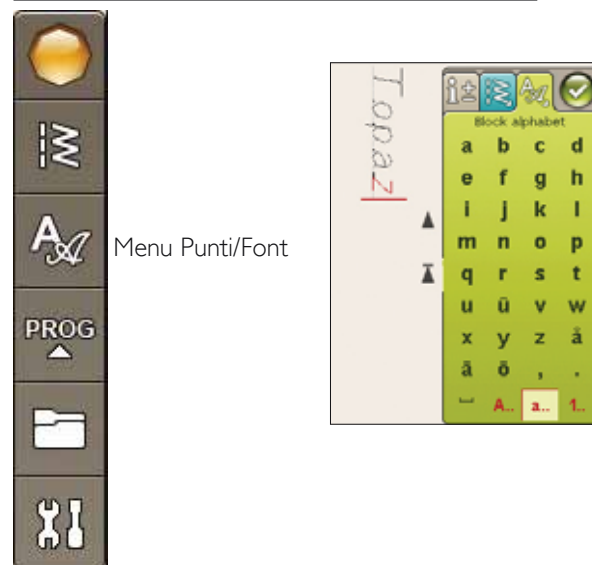 PROG
Menu Punti/Font
Topaz
Block alphabet
a b c d
e f g h
i j k l
m n o p
q r s t
u ü v w
x y z å
ä ö , .
A.. a.. 1..